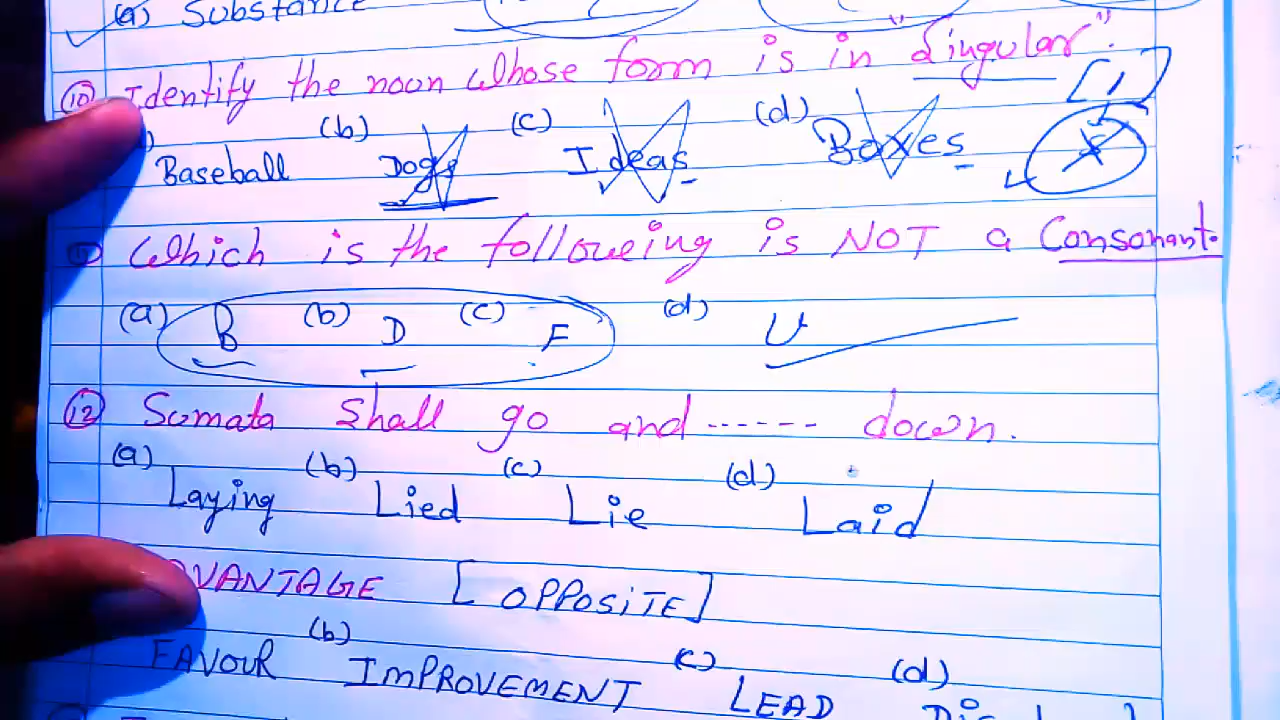 (a) Substance
(10) Identify the noun whose form is in "Singular".
[1]
Baseball (b) Dogs (c) Ideas (d) Boxes
Which is the following is NOT a Consonant.
(a) B (b) D (c) F (d) U
(12) Sumata shall go and ------ down.
(a) Laying (b) Lied (c) Lie (d) Laid
VANTAGE [OPPOSITE]
FAVOUR (b) IMPROVEMENT (c) LEAD (d)